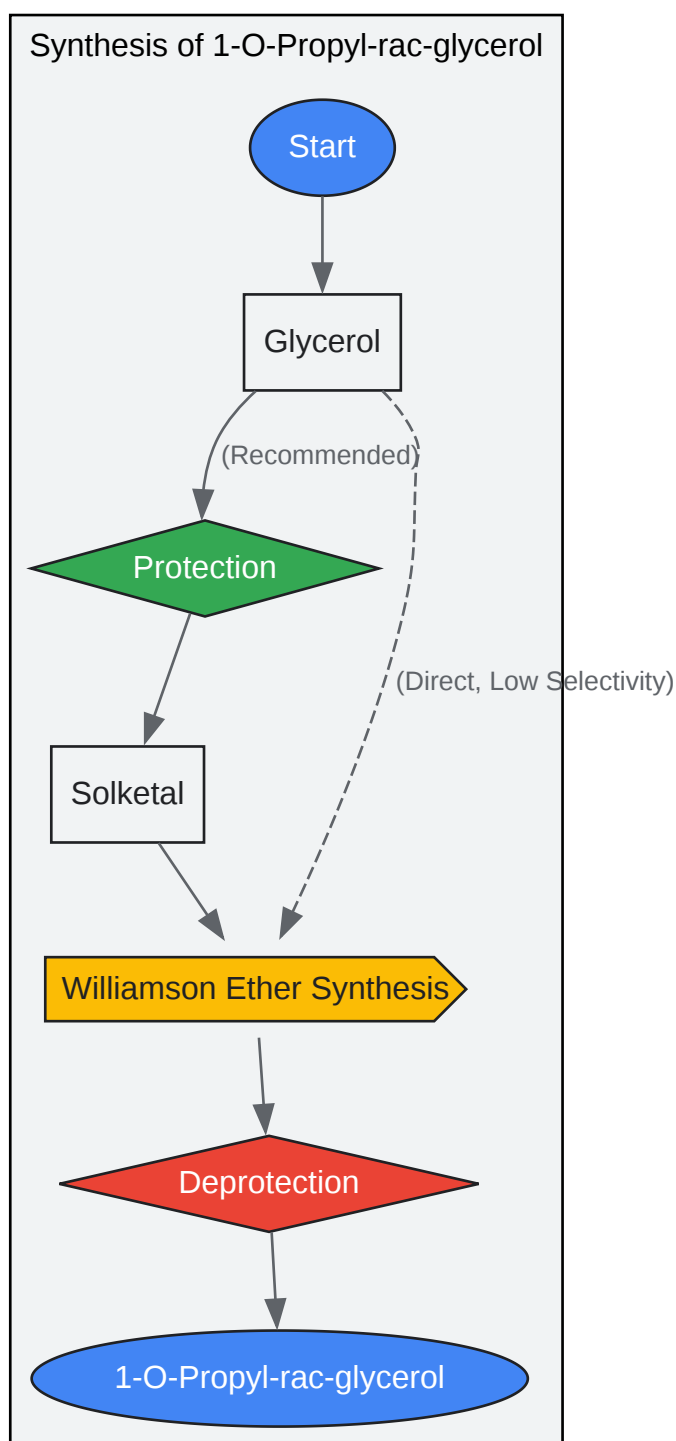 Synthesis of 1-O-Propyl-rac-glycerol
Start
Glycerol
(Recommended)
Protection
(Direct, Low Selectivity)
Solketal
Williamson Ether Synthesis
Deprotection
1-O-Propyl-rac-glycerol